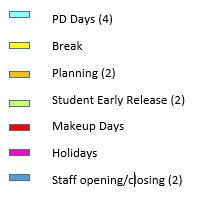 PD Days (4)
Break
Planning (2)
Student Early Release (2)
Makeup Days
Holidays
Staff opening/closing (2)